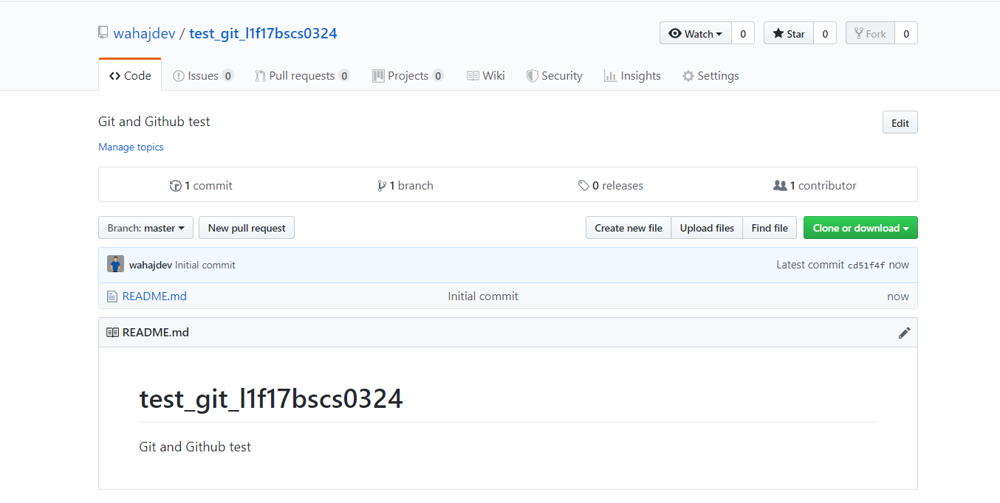 wahajdev / test_git_l1f17bscs0324 Watch 0 Star 0 Fork 0
Code Issues 0 Pull requests 0 Projects 0 Wiki Security Insights Settings
Git and Github test Edit
Manage topics
1 commit 1 branch 0 releases 1 contributor
Branch: master New pull request Create new file Upload files Find file Clone or download
wahajdev Initial commit Latest commit cd51f4f now
README.md Initial commit now
README.md
test_git_l1f17bscs0324
Git and Github test